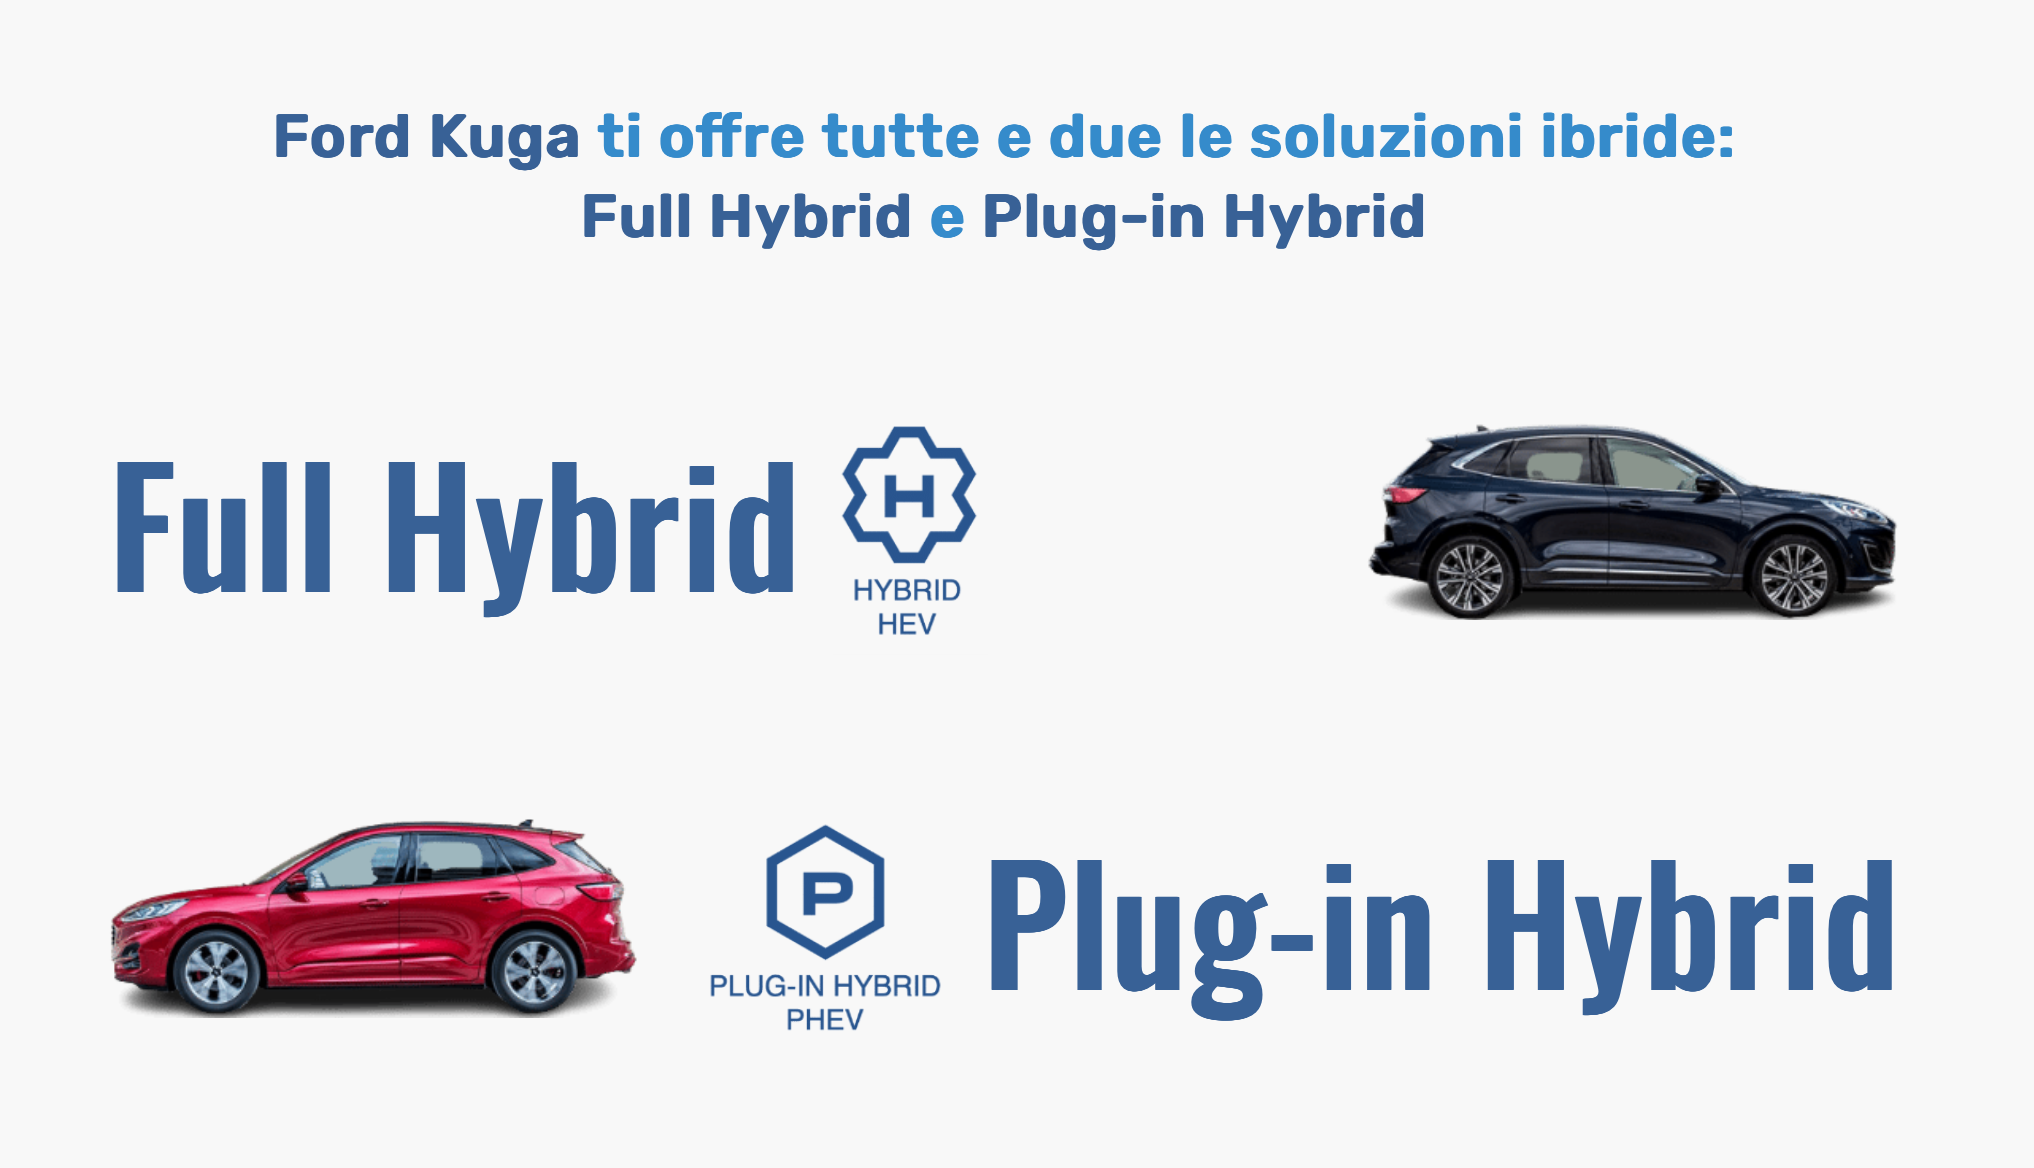 Ford Kuga ti offre tutte e due le soluzioni ibride:
Full Hybrid e Plug-in Hybrid
Full Hybrid
H
HYBRID
HEV
P
PLUG-IN HYBRID
PHEV
Plug-in Hybrid